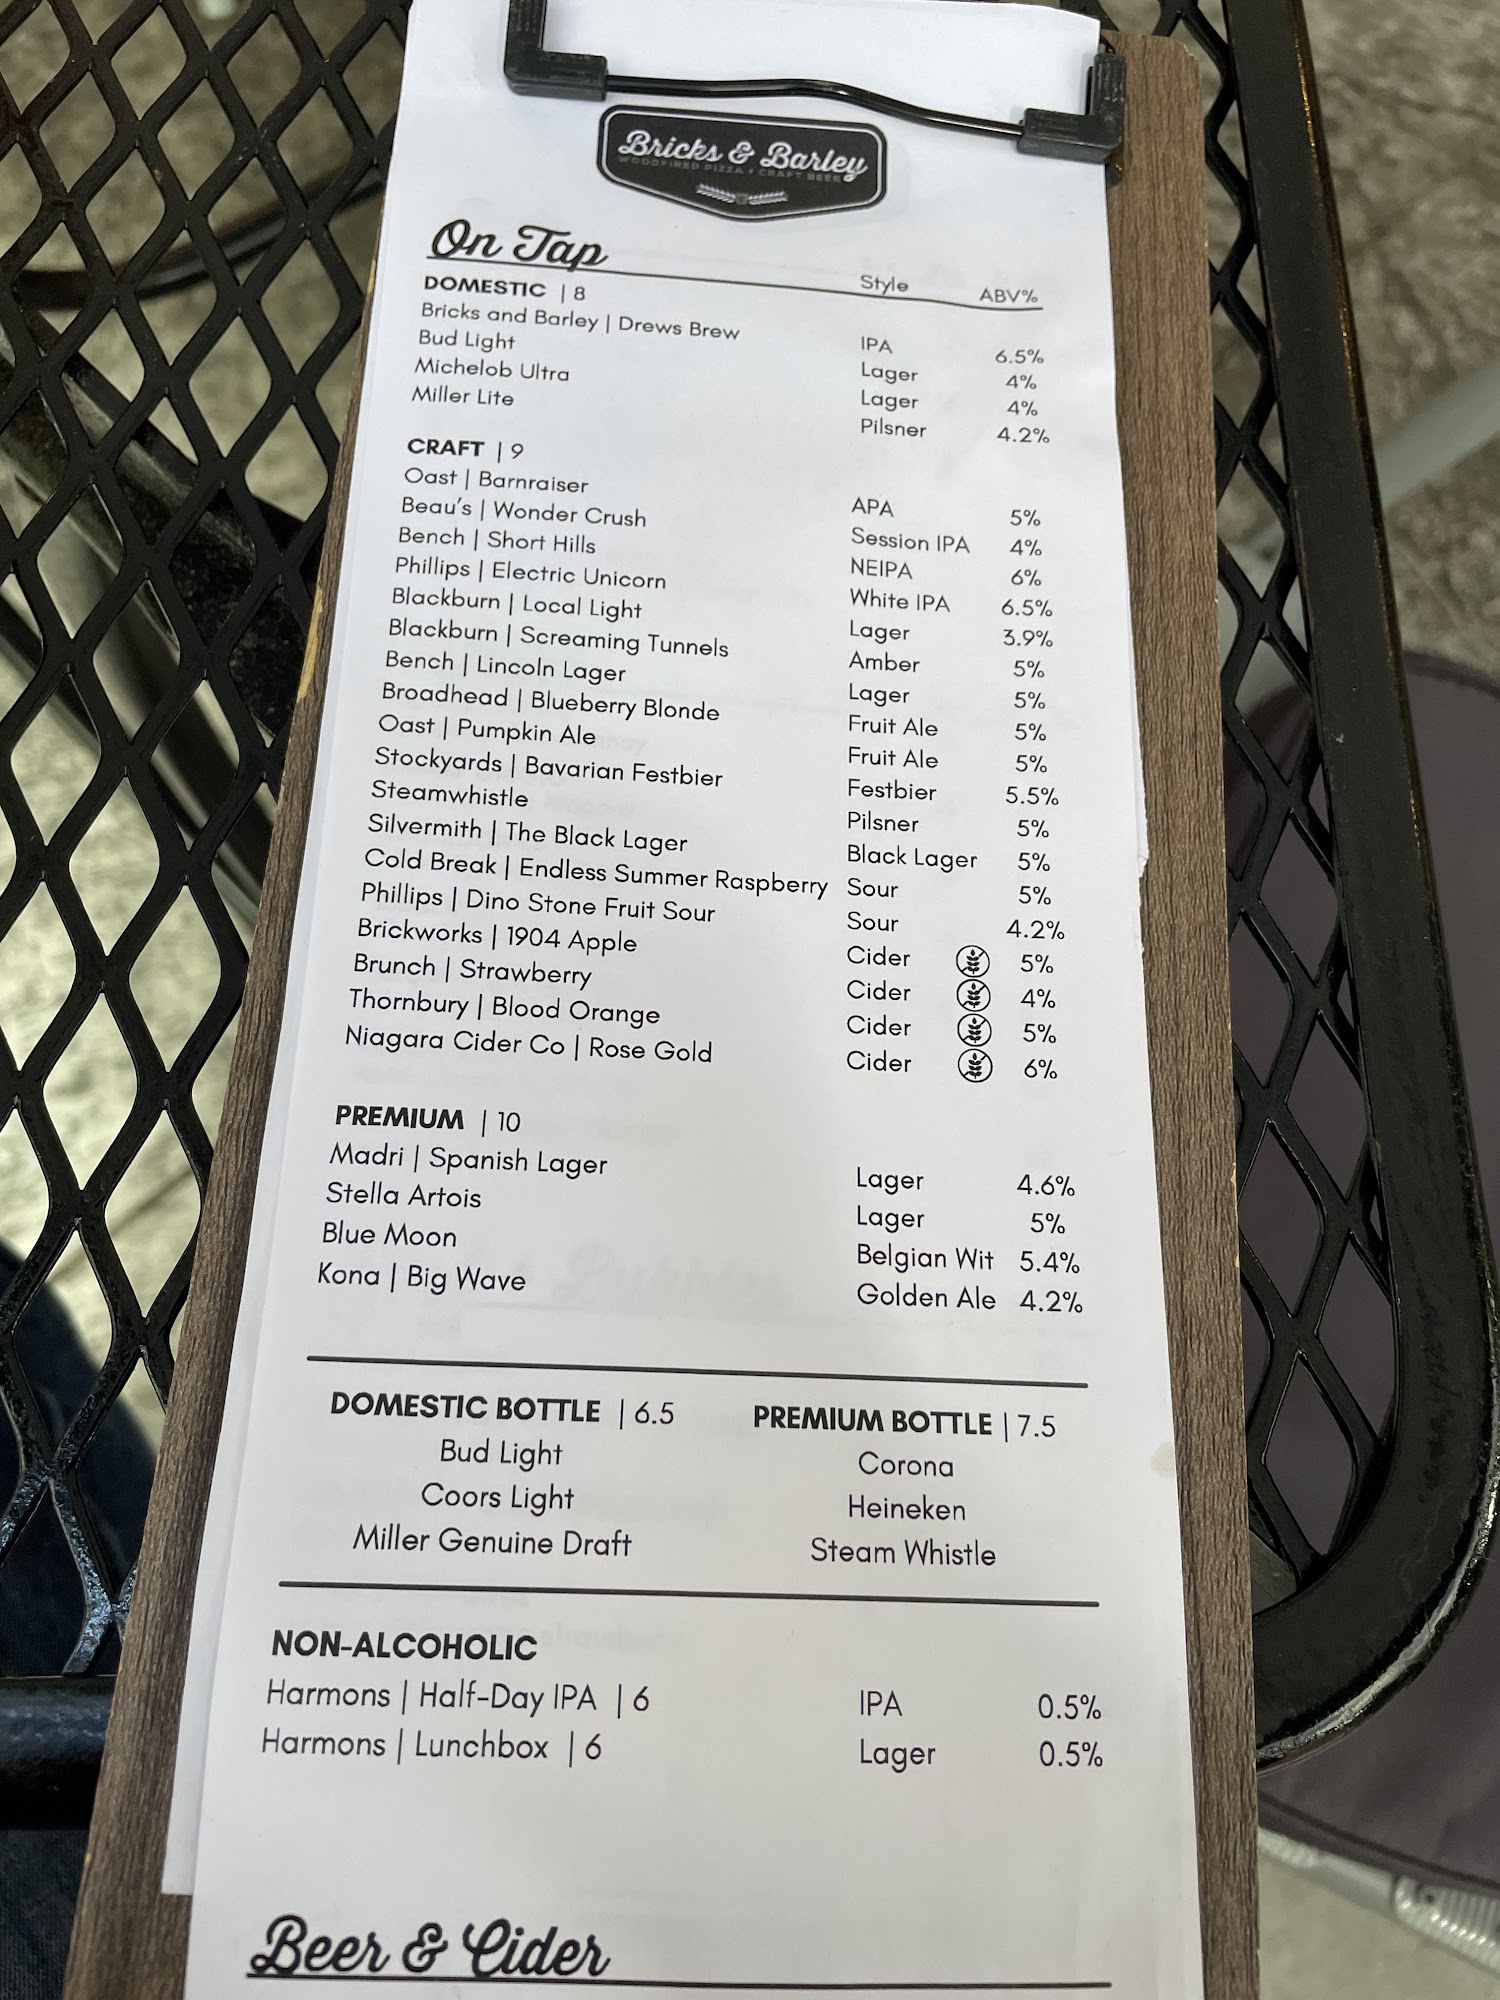 Bricks & Barley
WOODFIRED PIZZA & CRAFT BEER
On Tap Style ABV%
DOMESTIC | 8
Bricks and Barley | Drews Brew IPA 6.5%
Bud Light Lager 4%
Michelob Ultra Lager 4%
Miller Lite Pilsner 4.2%
CRAFT | 9
Oast | Barnraiser APA 5%
Beau's | Wonder Crush Session IPA 4%
Bench | Short Hills NEIPA 6%
Phillips | Electric Unicorn White IPA 6.5%
Blackburn | Local Light Lager 3.9%
Blackburn | Screaming Tunnels Amber 5%
Bench | Lincoln Lager Lager 5%
Broadhead | Blueberry Blonde Fruit Ale 5%
Oast | Pumpkin Ale Fruit Ale 5%
Stockyards | Bavarian Festbier Festbier 5.5%
Steamwhistle Pilsner 5%
Silvermith | The Black Lager Black Lager 5%
Cold Break | Endless Summer Raspberry Sour 5%
Phillips | Dino Stone Fruit Sour Sour 4.2%
Brickworks | 1904 Apple Cider 5%
Brunch | Strawberry Cider 4%
Thornbury | Blood Orange Cider 5%
Niagara Cider Co | Rose Gold Cider 6%
PREMIUM | 10
Madri | Spanish Lager Lager 4.6%
Stella Artois Lager 5%
Blue Moon Belgian Wit 5.4%
Kona | Big Wave Golden Ale 4.2%
DOMESTIC BOTTLE | 6.5
Bud Light
Coors Light
Miller Genuine Draft
PREMIUM BOTTLE | 7.5
Corona
Heineken
Steam Whistle
NON-ALCOHOLIC
Harmons | Half-Day IPA | 6 IPA 0.5%
Harmons | Lunchbox | 6 Lager 0.5%
Beer & Cider